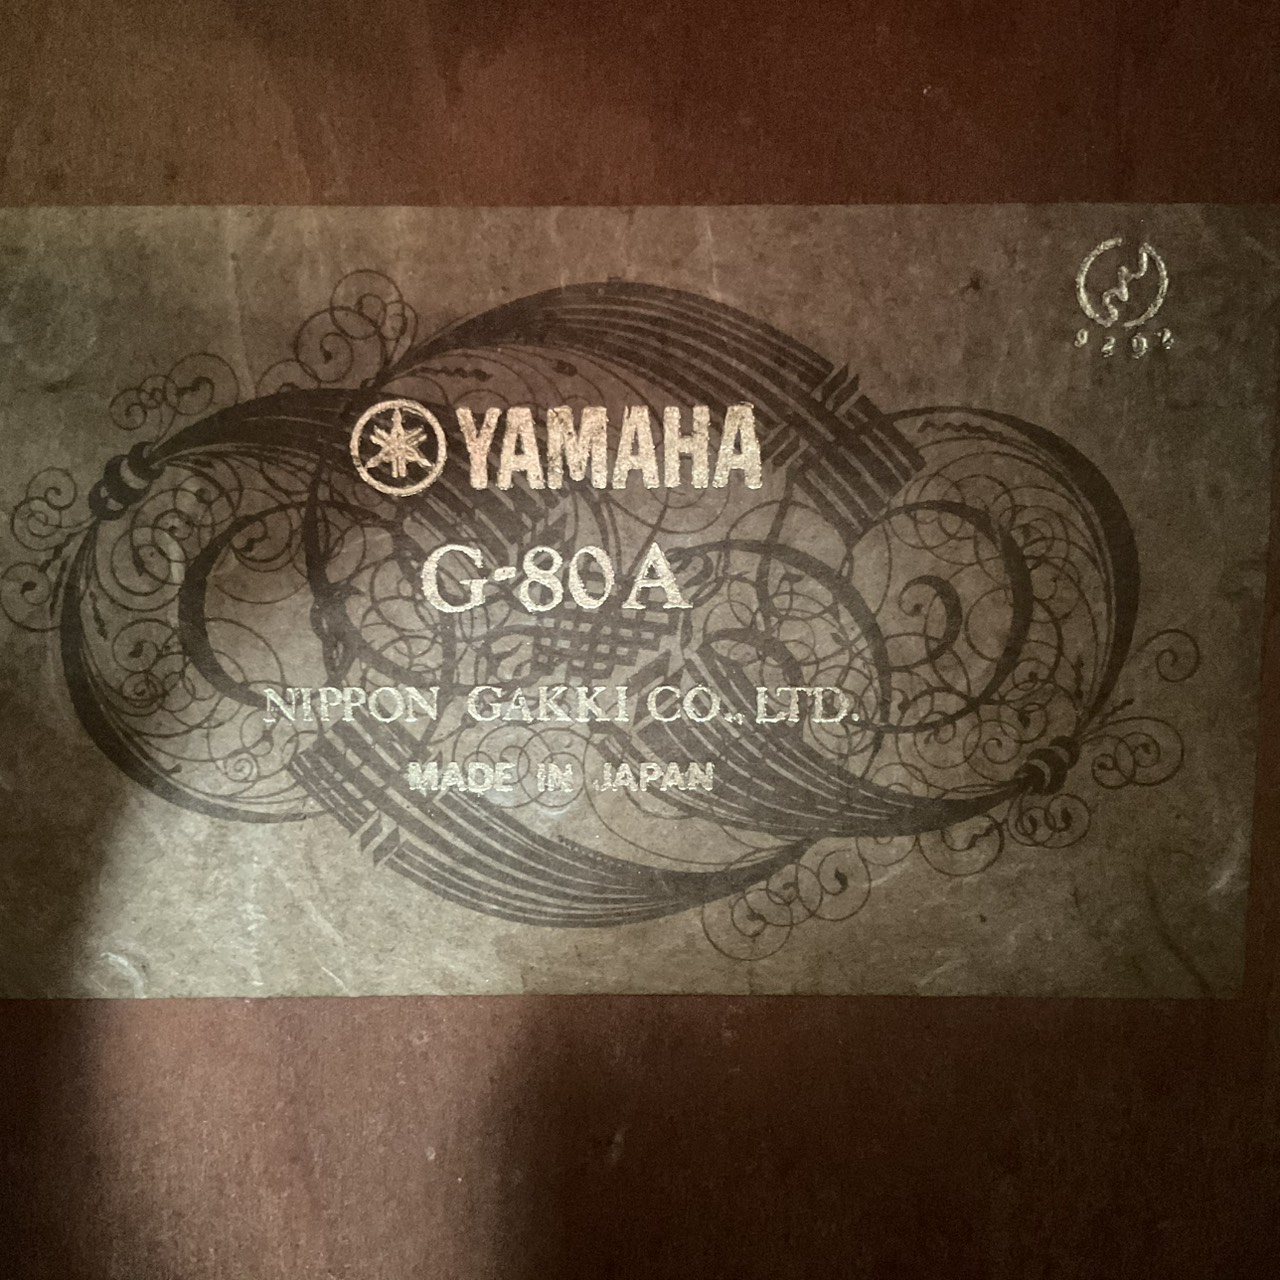 YAMAHA
G-80A
NIPPON GAKKI CO., LTD.
MADE IN JAPAN